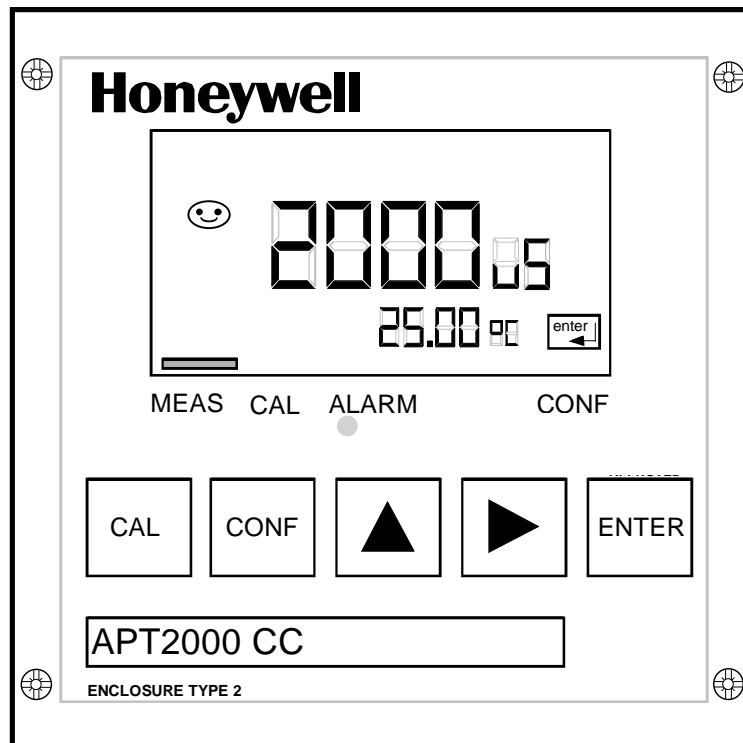 Honeywell
2000 uS
25.00 °C
enter
MEAS CAL ALARM CONF
CAL CONF ENTER
APT2000 CC
ENCLOSURE TYPE 2